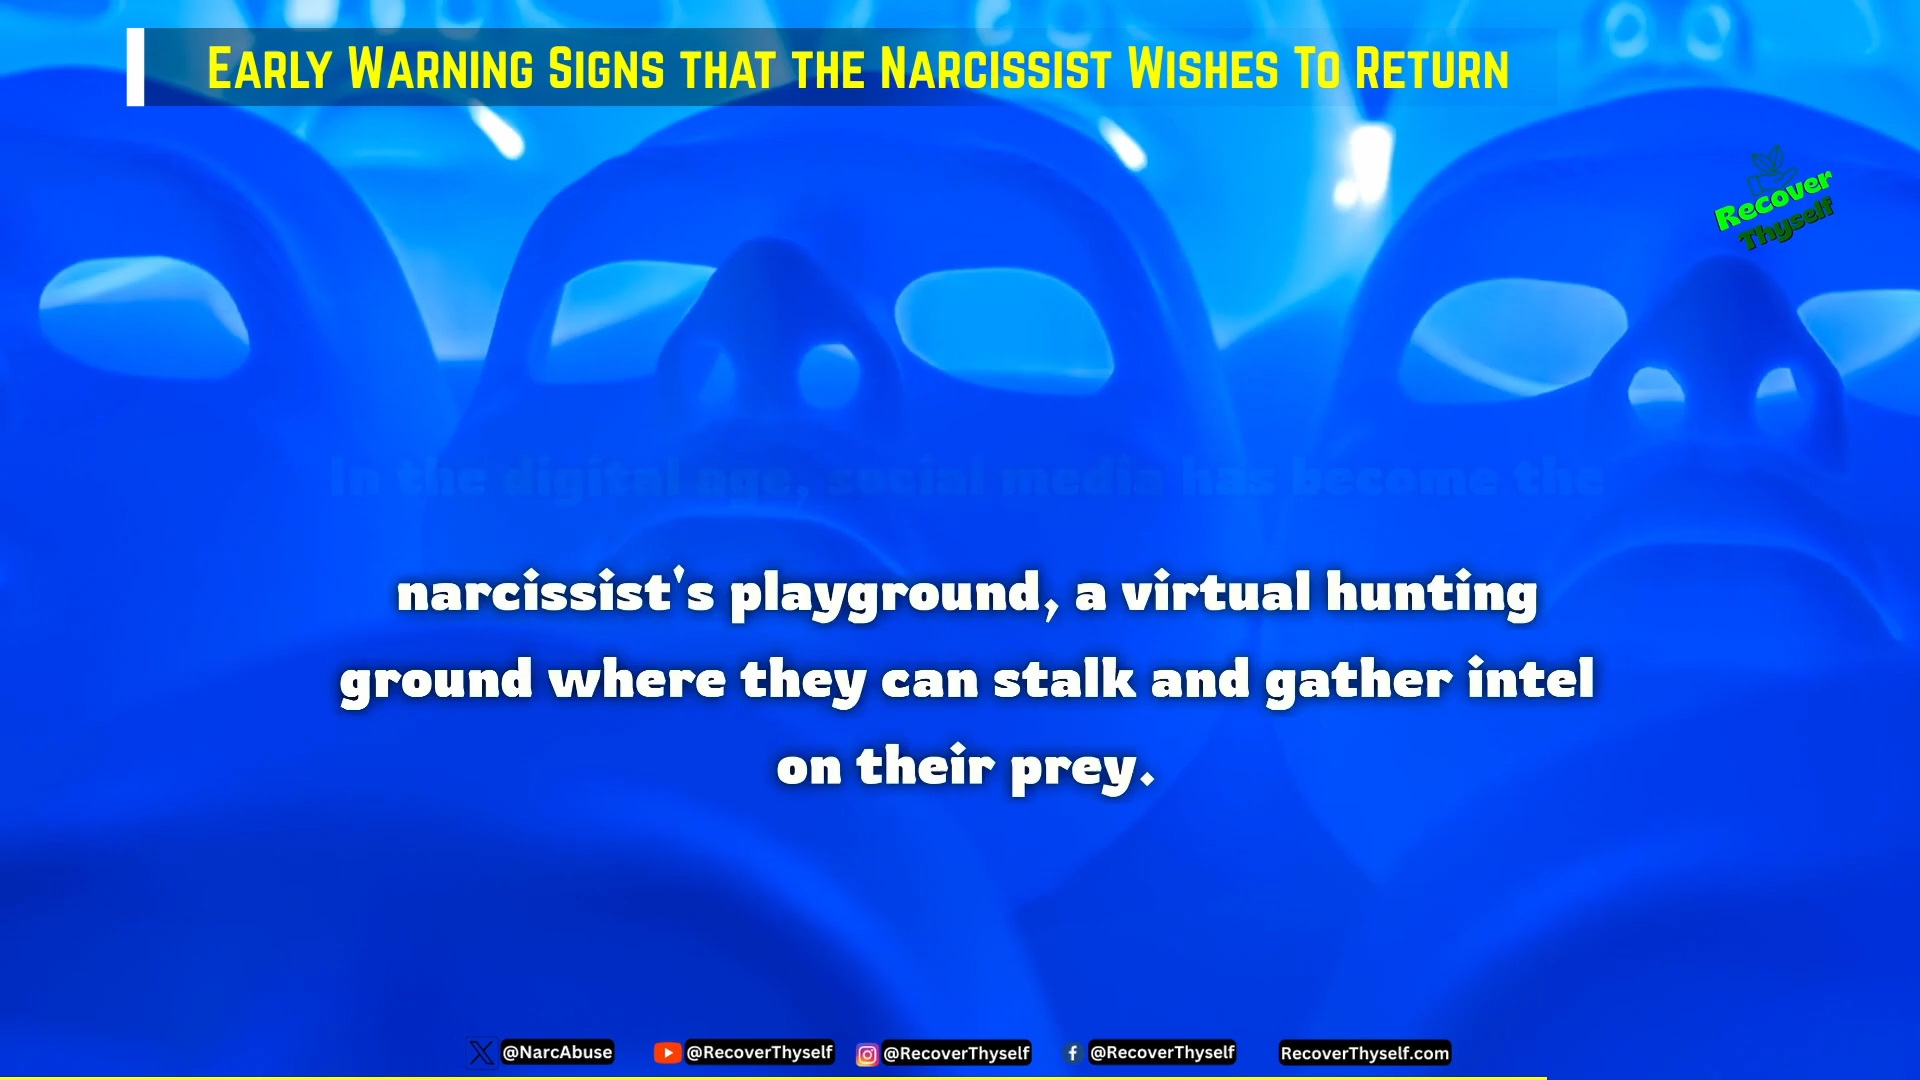 Early Warning Signs that the Narcissist Wishes To Return
Recover
Thyself
In the digital age, social media has become the
narcissist's playground, a virtual hunting
ground where they can stalk and gather intel
on their prey.
@NarcAbuse
@RecoverThyself
@RecoverThyself
@RecoverThyself
RecoverThyself.com